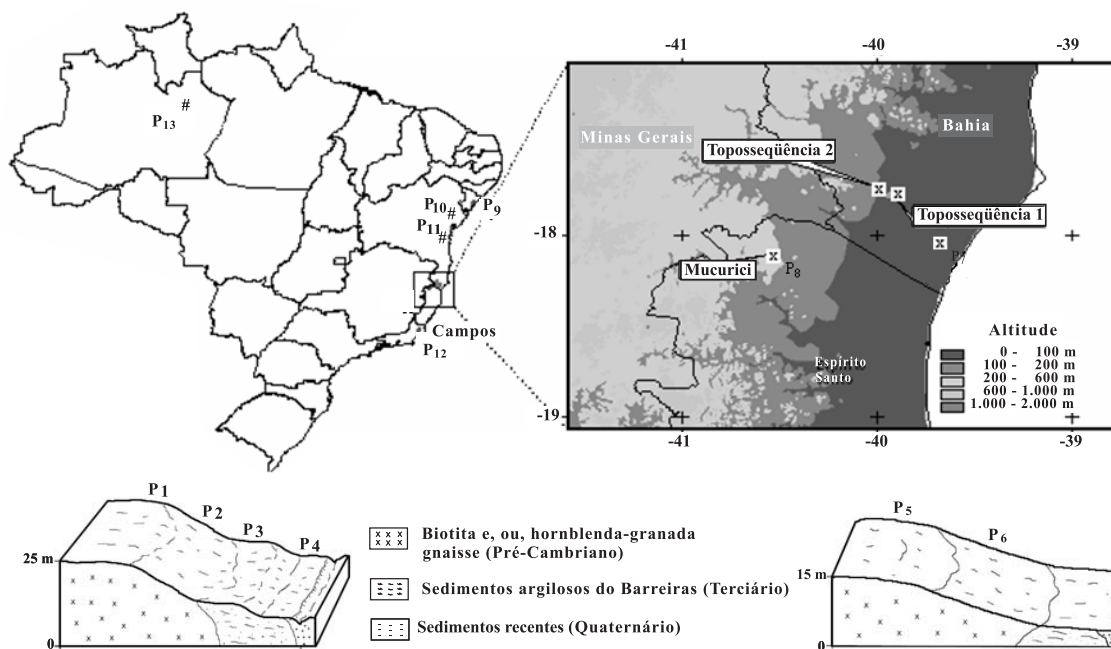 P13
#
P10
#
P9
P11
#
Campos
P12
-41
-40
-39
Minas Gerais
Bahia
Toposseqüência 2
x
x
Toposseqüência 1
-18
x
Mucurici
x
P8
Altitude
0 - 100 m
100 - 200 m
200 - 600 m
600 - 1.000 m
1.000 - 2.000 m
Espírito
Santo
-19
-41
-40
-39
P1
P2
P3
P4
25 m
0
Biotita e, ou, hornblenda-granada
gnaisse (Pré-Cambriano)
Sedimentos argilosos do Barreiras (Terciário)
Sedimentos recentes (Quaternário)
P5
P6
15 m
0